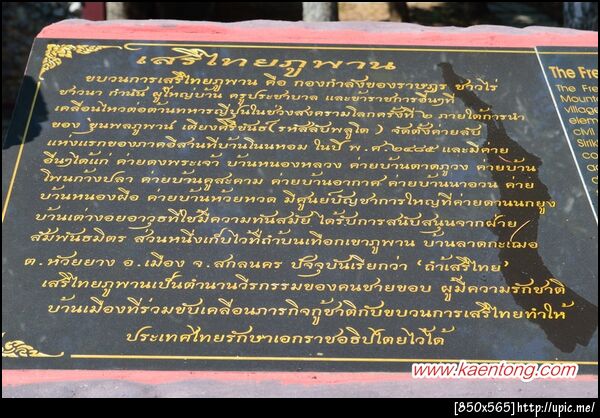 เสรีไทยภูพาน
ขบวนการเสรีไทยภูพาน คือ กองกำลังของราษฎร ชาวไร่
ชาวนา กำนัน ผู้ใหญ่บ้าน ครูประชาบาล และข้าราชการอื่นๆที่
เคลื่อนไหวต่อต้านทหารญี่ปุ่นในช่วงสงครามโลกครั้งที่ ๒ ภายใต้การนำ
ของ ขุนพลภูพาน เตียงศิริขันธ์ (รหัสลับพลูโต) จัดตั้งค่ายลับ
แห่งแรกของภาคอีสานที่บ้านโนนหอม ในปี พ.ศ. ๒๔๘๕ และมีค่าย
อื่นๆได้แก่ ค่ายดงพระเจ้า บ้านหนองหลวง ค่ายบ้านตาดภูวง ค่ายบ้าน
โพนก้างปลา ค่ายบ้านคูสะคาม ค่ายบ้านอากาศ ค่ายบ้านนาอวน ค่าย
บ้านหนองผือ ค่ายบ้านห้วยหวด มีศูนย์บัญชาการใหญ่ที่ค่ายดานนกยูง
บ้านเต่างอยอาวุธที่ใช้มีความทันสมัย ได้รับการสนับสนุนจากฝ่าย
สัมพันธมิตร ส่วนหนึ่งเก็บไว้ที่ถ้ำบนเทือกเขาภูพาน บ้านลาดกะเฌอ
ต. ห้วยยาง อ.เมือง จ.สกลนคร ปัจจุบันเรียกว่า 'ถ้ำเสรีไทย'
เสรีไทยภูพานเป็นตำนานวีรกรรมของคนชายขอบ ผู้มีความรักชาติ
บ้านเมืองที่ร่วมขับเคลื่อนภารกิจกู้ชาติกับขบวนการเสรีไทยทำให้
ประเทศไทยรักษาเอกราชอธิปไตยไว้ได้
The Fre
The Fre
Mounta
village
elem
civi
Sirik
co
www.kaentong.com
[850x565] http://upic.me/